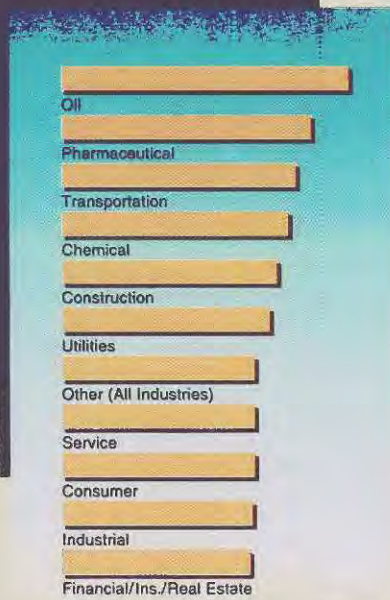 Oil
Pharmaceutical
Transportation
Chemical
Construction
Utilities
Other (All Industries)
Service
Consumer
Industrial
Financial/Ins./Real Estate